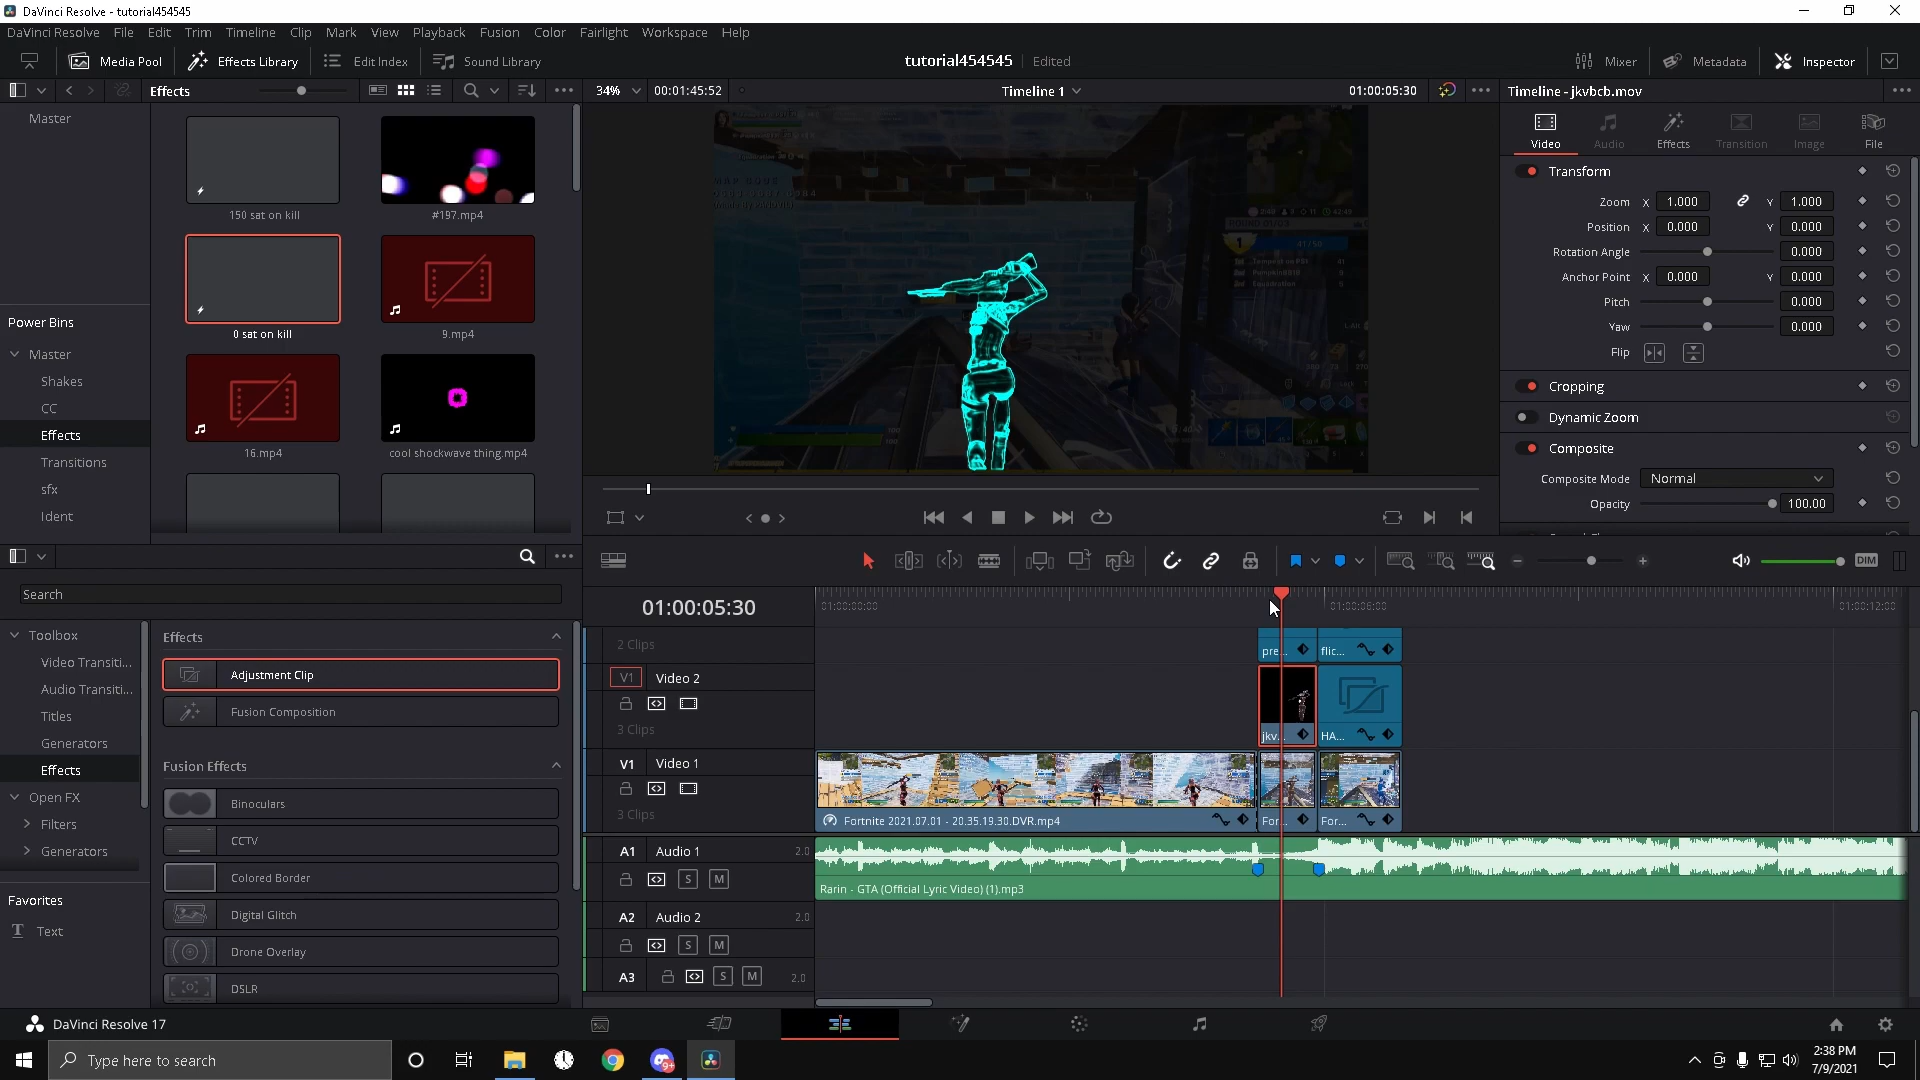 DaVinci Resolve - tutorial454545
DaVinci Resolve File Edit Trim Timeline Clip Mark View Playback Fusion Color Fairlight Workspace Help
Media Pool Effects Library Edit Index Sound Library tutorial454545 Edited Mixer Metadata Inspector
Effects 34% 00:01:45:52 Timeline 1 01:00:05:30 Timeline - jkvbcb.mov
Master
150 sat on kill #197.mp4
0 sat on kill 9.mp4
16.mp4 cool shockwave thing.mp4
Power Bins
Master
Shakes
CC
Effects
Transitions
sfx
Ident
Video Audio Effects Transition Image File
Transform
Zoom X 1.000 Y 1.000
Position X 0.000 Y 0.000
Rotation Angle 0.000
Anchor Point X 0.000 Y 0.000
Pitch 0.000
Yaw 0.000
Flip
Cropping
Dynamic Zoom
Composite
Composite Mode Normal
Opacity 100.00
DIM
Search
Toolbox
Video Transiti...
Audio Transiti...
Titles
Generators
Effects
Open FX
Filters
Generators
Favorites
T Text
Effects
Adjustment Clip
Fusion Composition
Fusion Effects
Binoculars
CCTV
Colored Border
Digital Glitch
Drone Overlay
DSLR
01:00:05:30 01:00:00:00 01:00:06:00 01:00:12:00
2 Clips pre... flic...
V1 Video 2
3 Clips jkv... HA...
V1 Video 1
3 Clips Fortnite 2021.07.01 - 20.35.19.30.DVR.mp4 For... For...
A1 Audio 1 2.0
S M Rarin - GTA (Official Lyric Video) (1).mp3
A2 Audio 2 2.0
S M
A3 S M 2.0
DaVinci Resolve 17
Type here to search 9+ 2:38 PM
7/9/2021